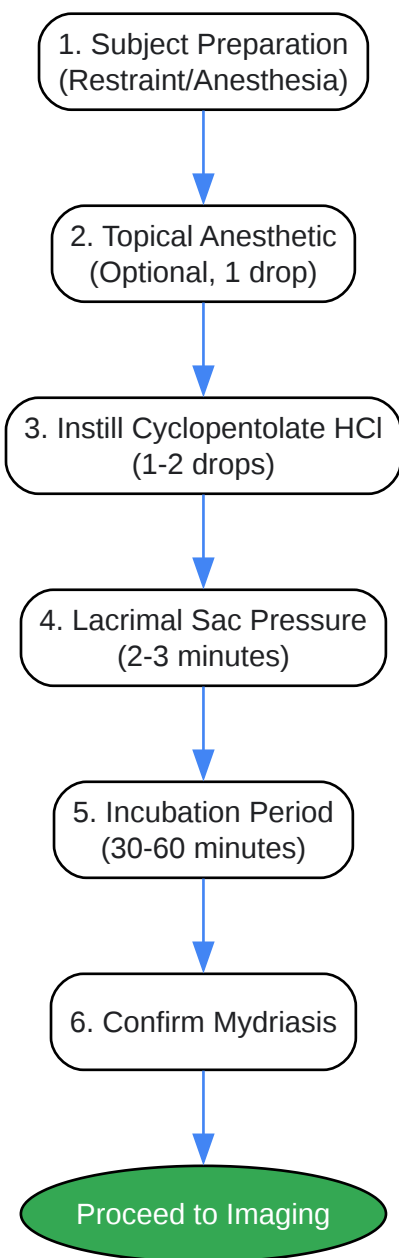 1. Subject Preparation
(Restraint/Anesthesia)
2. Topical Anesthetic
(Optional, 1 drop)
3. Instill Cyclopentolate HCl
(1-2 drops)
4. Lacrimal Sac Pressure
(2-3 minutes)
5. Incubation Period
(30-60 minutes)
6. Confirm Mydriasis
Proceed to Imaging